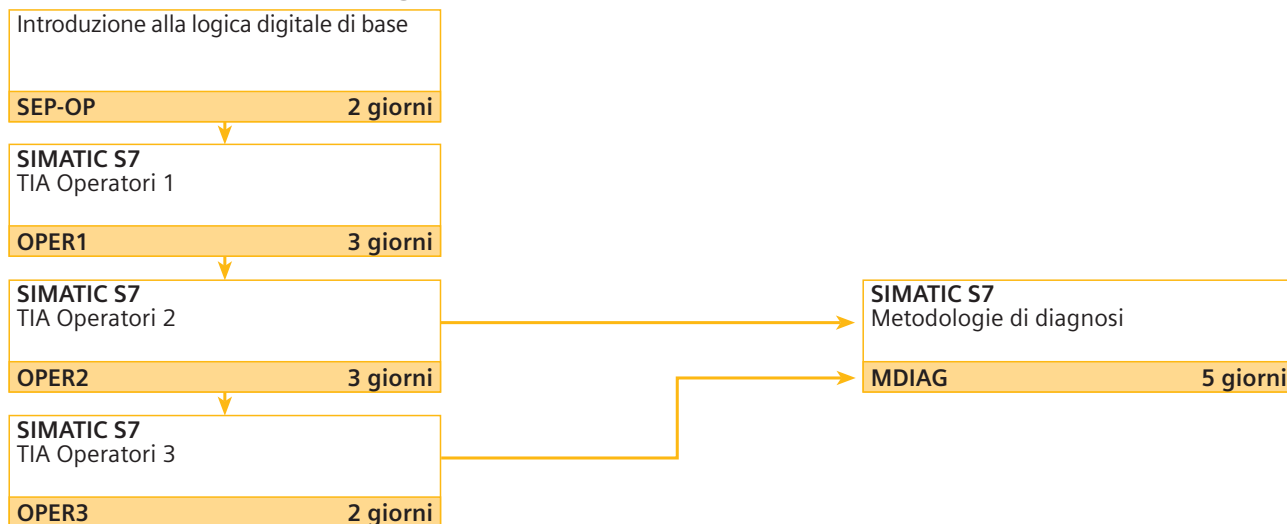 Introduzione alla logica digitale di base
SEP-OP 2 giorni
SIMATIC S7
TIA Operatori 1
OPER1 3 giorni
SIMATIC S7
TIA Operatori 2
OPER2 3 giorni
SIMATIC S7
Metodologie di diagnosi
MDIAG 5 giorni
SIMATIC S7
TIA Operatori 3
OPER3 2 giorni